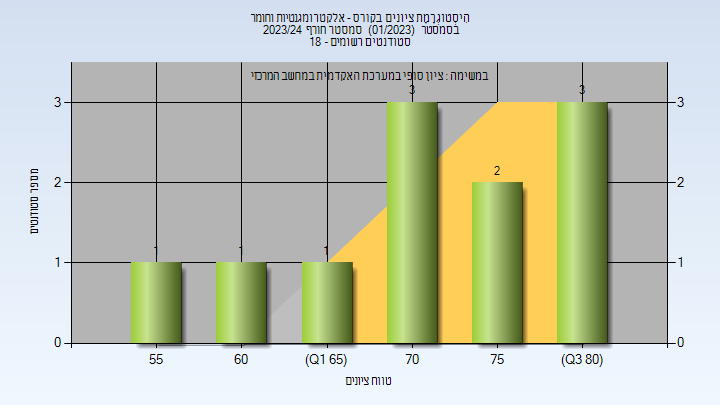 היסטוגרמת ציונים בקורס - אלקטרומגנטיות וחומר
בסמסטר (01/2023) סמסטר חורף 2023/24
סטודנטים רשומים - 18
במשימה : ציון סופי במערכת האקדמית במחשב המרכזי
מספר סטודנטים
3
2
1
0
3
2
1
0
1
1
1
3
2
3
55
60
(Q1 65)
70
75
(Q3 80)
טווח ציונים